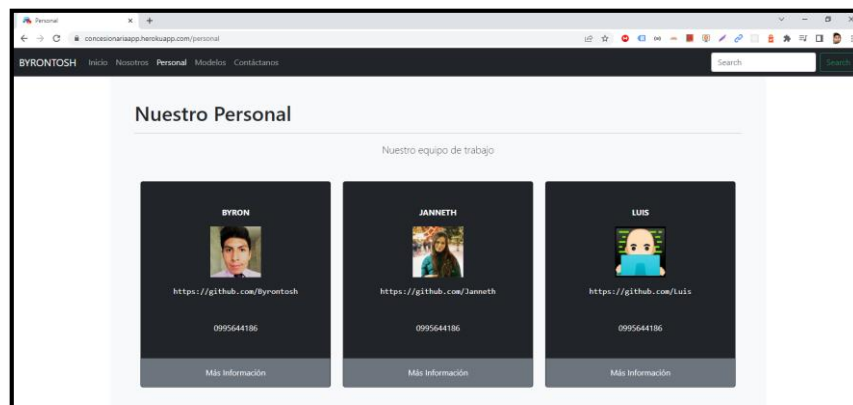 Personal
concesionariaapp.herokuapp.com/personal
BYRONTOSH Inicio Nosotros Personal Modelos Contáctanos Search Search
Nuestro Personal
Nuestro equipo de trabajo
BYRON JANNETH LUIS
https://github.com/Byrontosh https://github.com/Janneth https://github.com/Luis
0995644186 0995644186 0995644186
Más Información Más Información Más Información